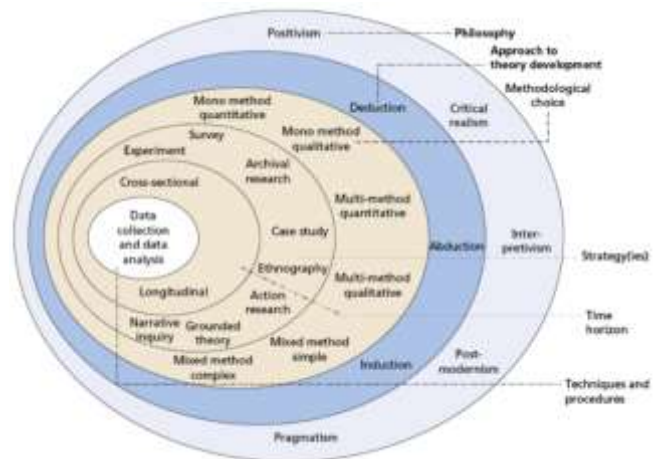 Positivism
Philosophy
Approach to
theory development
Methodological
choice
Mono method
quantitative
Deduction
Critical
realism
Survey
Mono method
qualitative
Experiment
Archival
research
Cross-sectional
Multi-method
quantitative
Data
collection
and data
analysis
Case study
Abduction
Inter-
pretivism
Strategy(ies)
Ethnography
Multi-method
qualitative
Longitudinal
Action
research
Time
horizon
Narrative
inquiry
Grounded
theory
Mixed method
simple
Mixed method
complex
Induction
Post-
modernism
Techniques and
procedures
Pragmatism